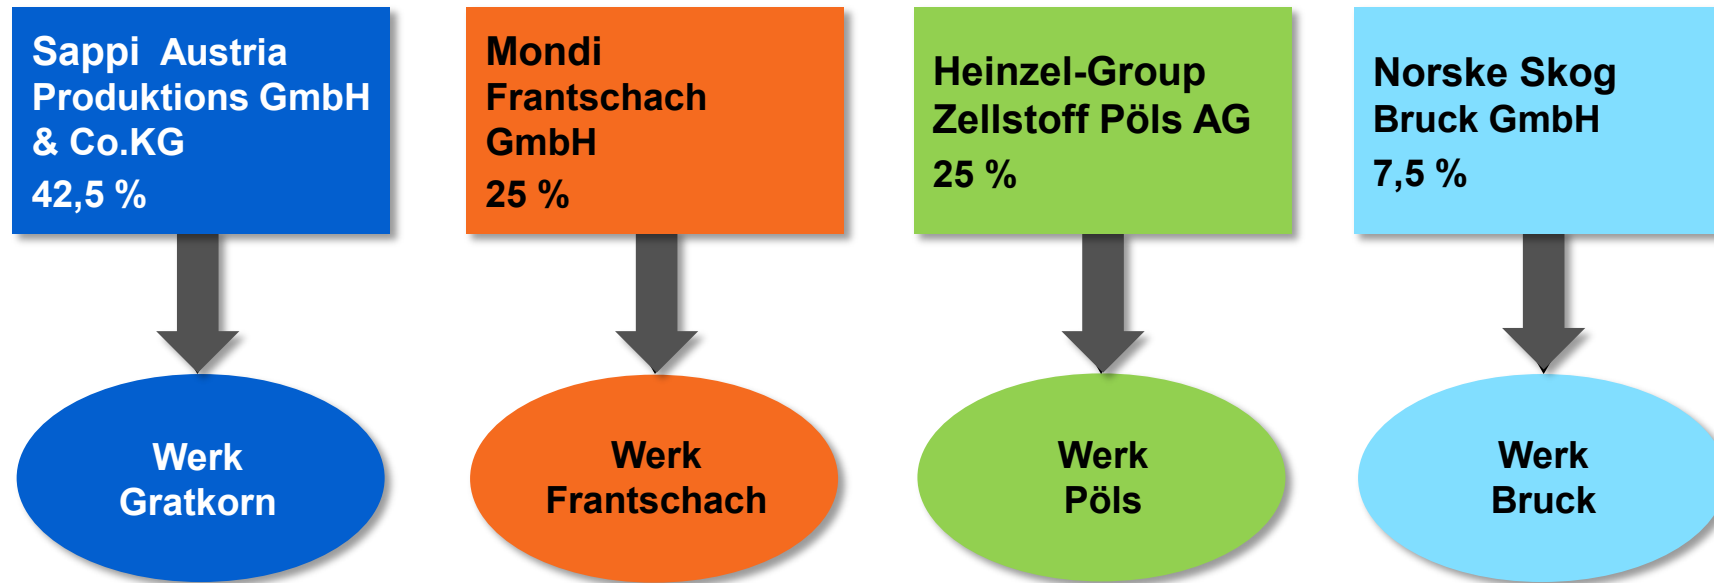 Sappi Austria
Produktions GmbH
& Co.KG
42,5 %
Mondi
Frantschach
GmbH
25 %
Heinzel-Group
Zellstoff Pöls AG
25 %
Norske Skog
Bruck GmbH
7,5 %
Werk
Gratkorn
Werk
Frantschach
Werk
Pöls
Werk
Bruck